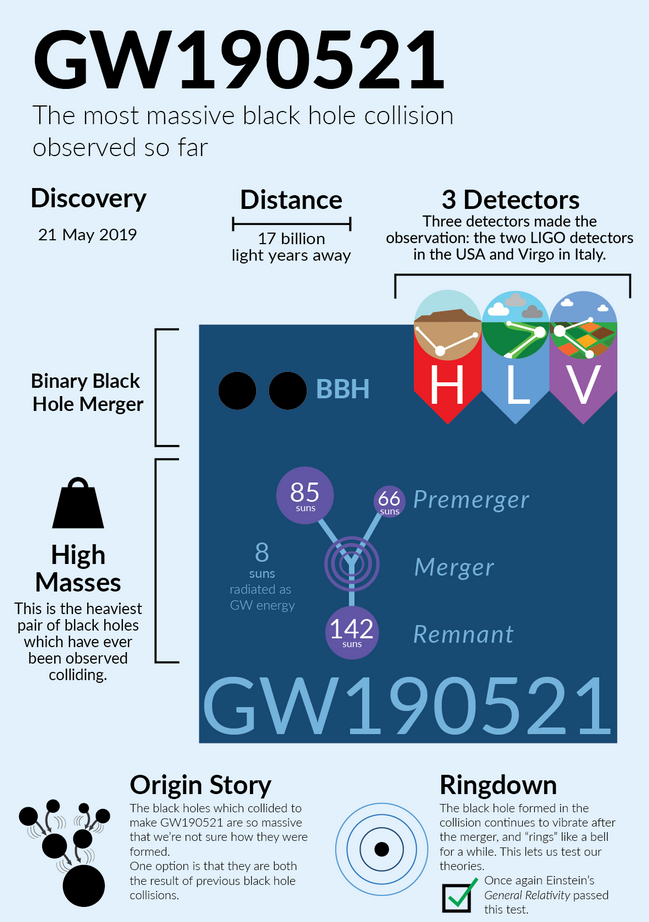 GW190521
The most massive black hole collision
observed so far
Discovery
21 May 2019
Distance
17 billion
light years away
3 Detectors
Three detectors made the
observation: the two LIGO detectors
in the USA and Virgo in Italy.
H L V
Binary Black
Hole Merger
BBH
High
Masses
This is the heaviest
pair of black holes
which have ever
been observed
colliding.
85
suns
66
suns
Premerger
8
suns
radiated as
GW energy
Merger
142
suns
Remnant
GW190521
Origin Story
The black holes which collided to
make GW190521 are so massive
that we're not sure how they were
formed.
One option is that they are both
the result of previous black hole
collisions.
Ringdown
The black hole formed in the
collision continues to vibrate after
the merger, and "rings" like a bell
for a while. This lets us test our
theories.
Once again Einstein's
General Relativity passed
this test.